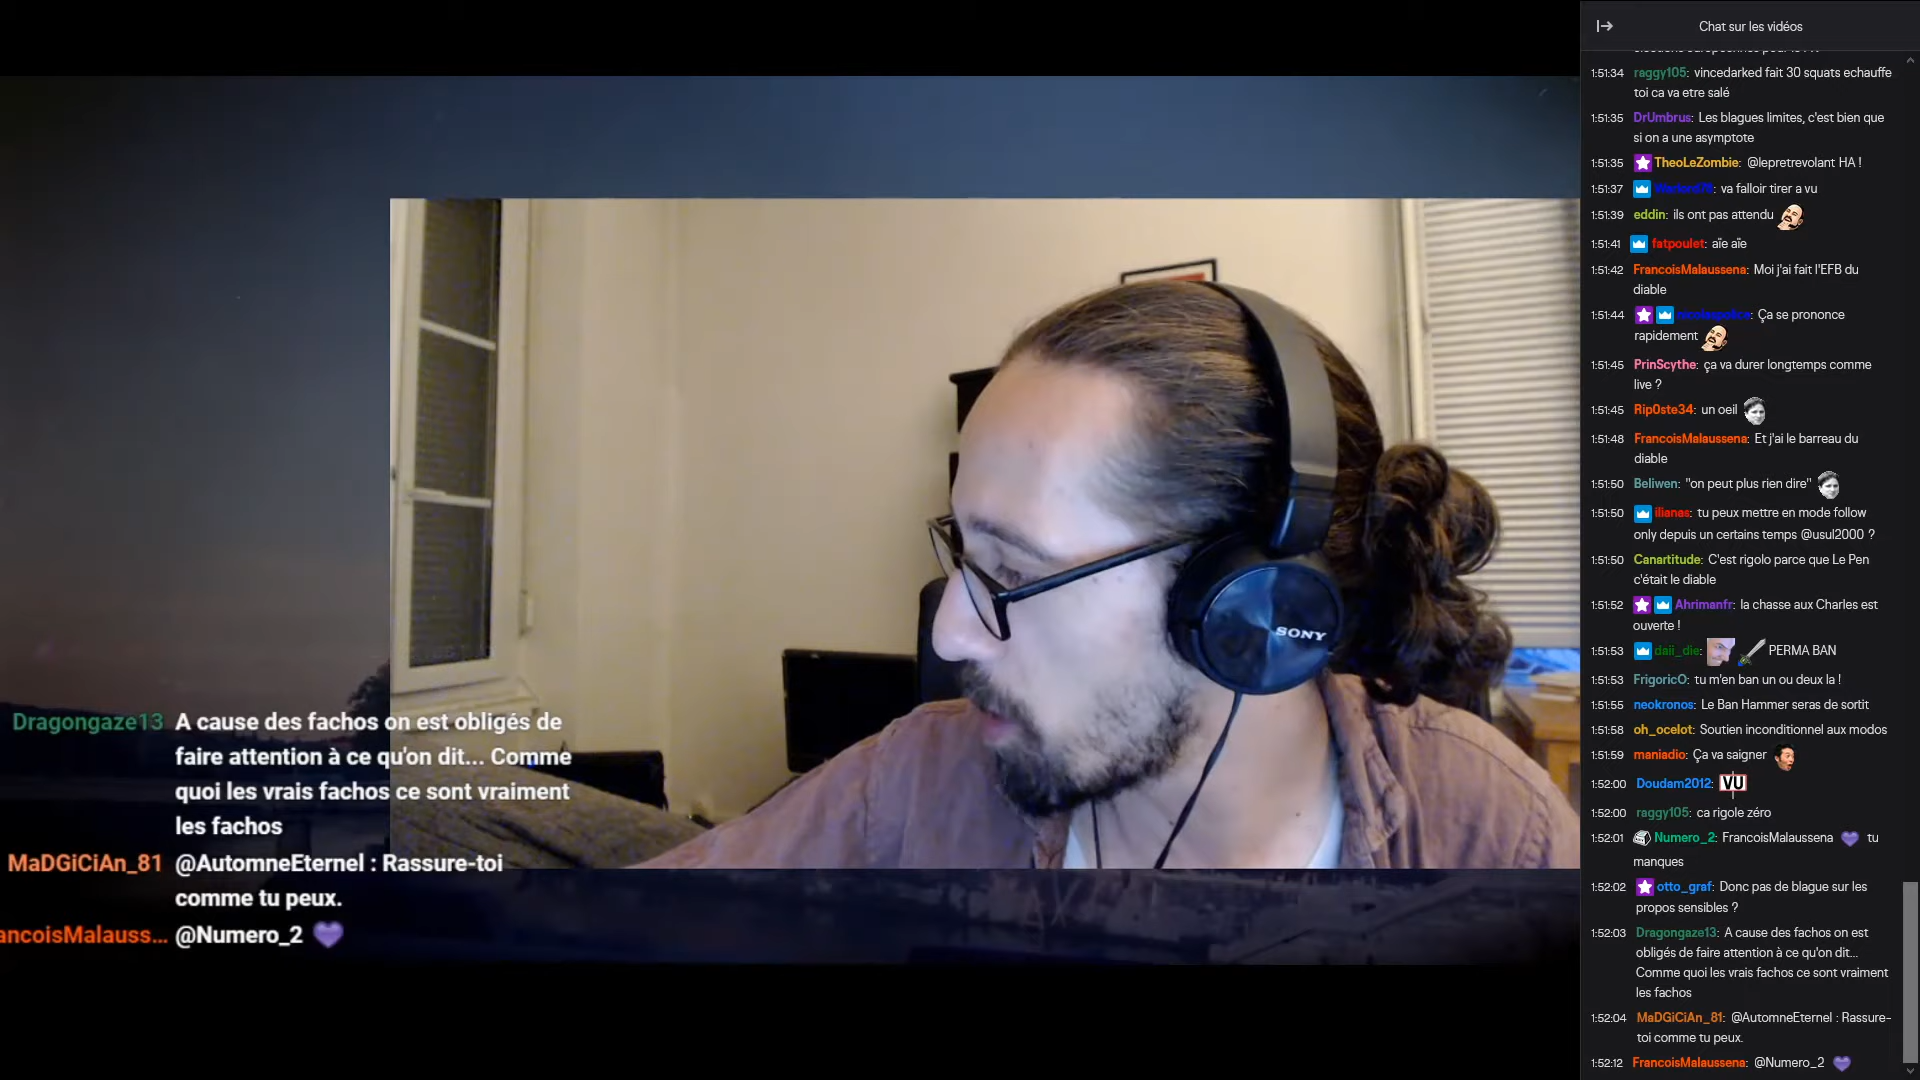 Chat sur les vidéos
1:51:34 raggy105: vincedarked fait 30 squats echauffe
toi ca va etre salé
1:51:35 DrUmbrus: Les blagues limites, c'est bien que
si on a une asymptote
1:51:35 TheoLeZombie: @lepretrevolant HA !
1:51:37 : va falloir tirer a vu
1:51:39 eddin: ils ont pas attendu
1:51:41 fatpoulet: aïe aïe
1:51:42 FrancoisMalaussena: Moi j'ai fait l'EFB du
diable
1:51:44 : Ça se prononce
rapidement
1:51:45 PrinScythe: ça va durer longtemps comme
live ?
1:51:45 Rip0ste34: un oeil
1:51:48 FrancoisMalaussena: Et j'ai le barreau du
diable
1:51:50 Beliwen: "on peut plus rien dire"
1:51:50 ilianas: tu peux mettre en mode follow
only depuis un certains temps @usul2000 ?
1:51:50 Canartitude: C'est rigolo parce que Le Pen
c'était le diable
1:51:52 Ahrimanfr: la chasse aux Charles est
ouverte !
1:51:53 daii_die: PERMA BAN
1:51:53 FrigoricO: tu m'en ban un ou deux la !
1:51:55 neokronos: Le Ban Hammer seras de sortit
1:51:58 oh_ocelot: Soutien inconditionnel aux modos
1:51:59 maniadio: Ça va saigner
1:52:00 Doudam2012: VU
1:52:00 raggy105: ca rigole zéro
1:52:01 Numero_2: FrancoisMalaussena tu
manques
1:52:02 otto_graf: Donc pas de blague sur les
propos sensibles ?
1:52:03 Dragongaze13: A cause des fachos on est
obligés de faire attention à ce qu'on dit...
Comme quoi les vrais fachos ce sont vraiment
les fachos
1:52:04 MaDGiCiAn_81: @AutomneEternel : Rassure-
toi comme tu peux.
1:52:12 FrancoisMalaussena: @Numero_2
SONY
Dragongaze13 A cause des fachos on est obligés de
faire attention à ce qu'on dit... Comme
quoi les vrais fachos ce sont vraiment
les fachos
MaDGiCiAn_81 @AutomneEternel : Rassure-toi
comme tu peux.
ancoisMalauss... @Numero_2